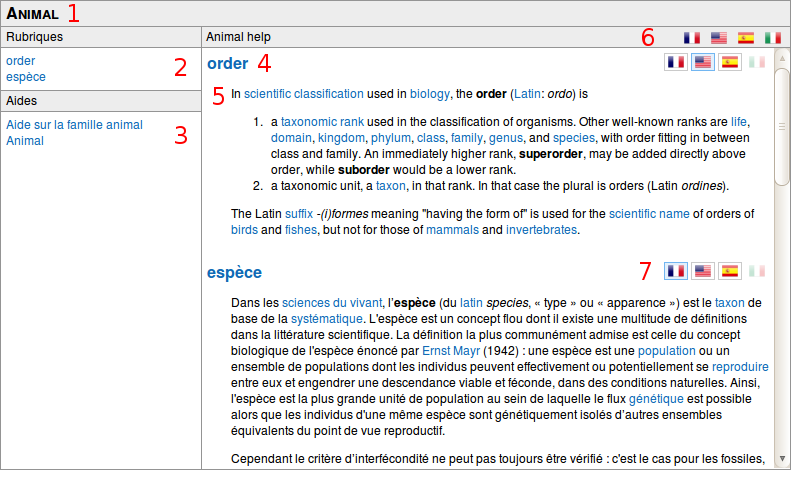 ANIMAL 1
Rubriques
Animal help 6
order
espèce
2
Aides
Aide sur la famille animal
Animal
3
order 4
5 In scientific classification used in biology, the order (Latin: ordo) is
1. a taxonomic rank used in the classification of organisms. Other well-known ranks are life,
domain, kingdom, phylum, class, family, genus, and species, with order fitting in between
class and family. An immediately higher rank, superorder, may be added directly above
order, while suborder would be a lower rank.
2. a taxonomic unit, a taxon, in that rank. In that case the plural is orders (Latin ordines).
The Latin suffix -(i)formes meaning "having the form of" is used for the scientific name of orders of
birds and fishes, but not for those of mammals and invertebrates.
espèce 7
Dans les sciences du vivant, l'espèce (du latin species, « type » ou « apparence ») est le taxon de
base de la systématique. L'espèce est un concept flou dont il existe une multitude de définitions
dans la littérature scientifique. La définition la plus communément admise est celle du concept
biologique de l'espèce énoncé par Ernst Mayr (1942) : une espèce est une population ou un
ensemble de populations dont les individus peuvent effectivement ou potentiellement se reproduire
entre eux et engendrer une descendance viable et féconde, dans des conditions naturelles. Ainsi,
l'espèce est la plus grande unité de population au sein de laquelle le flux génétique est possible
alors que les individus d'une même espèce sont génétiquement isolés d'autres ensembles
équivalents du point de vue reproductif.
Cependant le critère d'interfécondité ne peut pas toujours être vérifié : c'est le cas pour les fossiles,